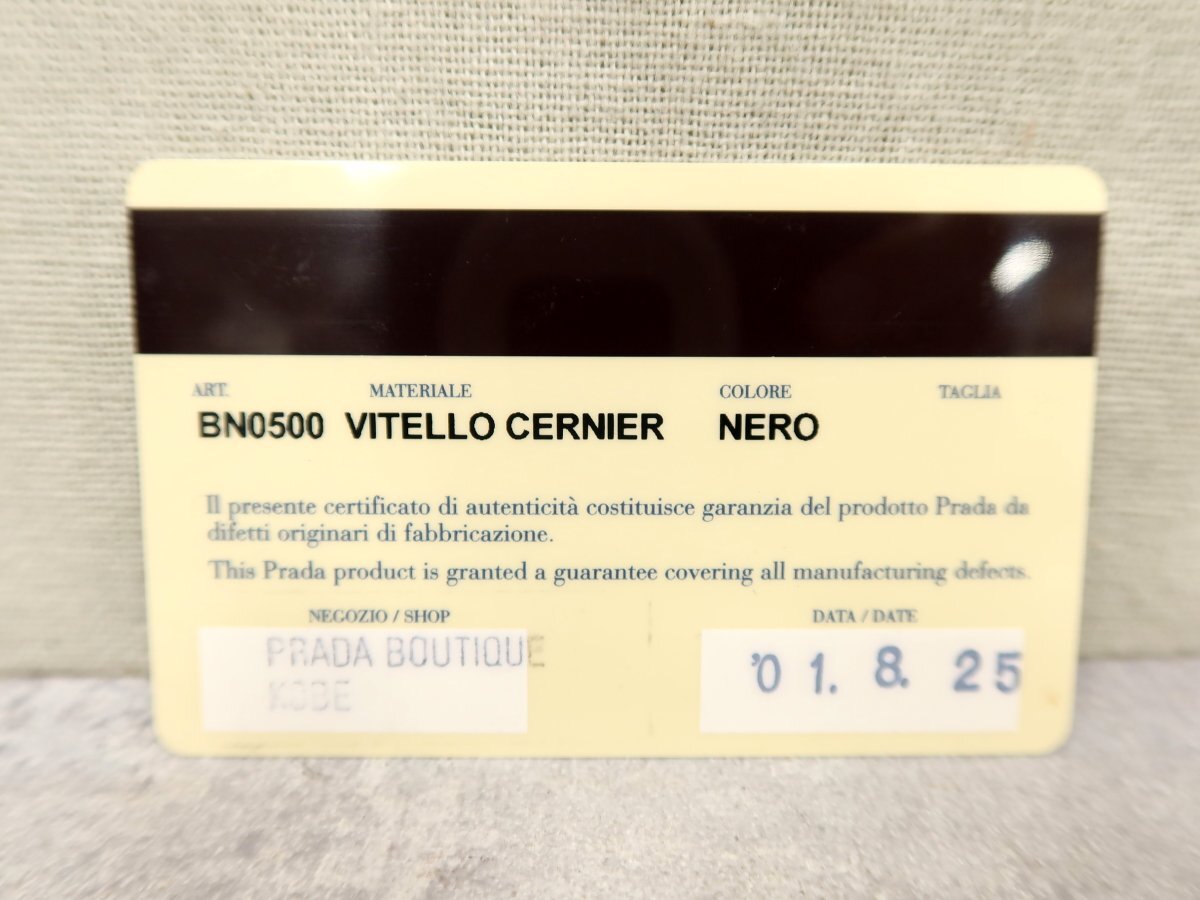 ART. MATERIALE COLORE TAGLIA
BN0500 VITELLO CERNIER NERO
Il presente certificato di autenticità costituisce garanzia del prodotto Prada da
difetti originari di fabbricazione.
This Prada product is granted a guarantee covering all manufacturing defects.
NEGOZIO / SHOP DATA / DATE
PRADA BOUTIQUE
KOBE
'01. 8. 25